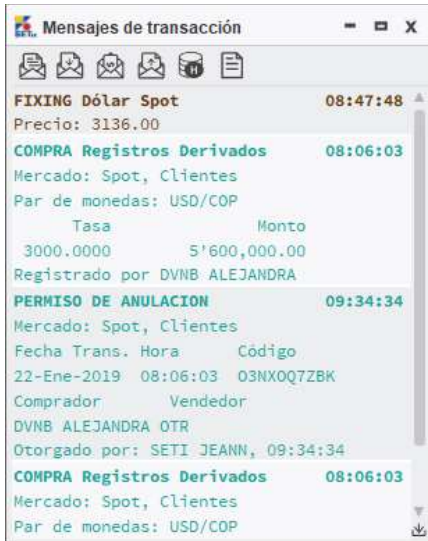 Mensajes de transacción
FIXING Dólar Spot 08:47:48
Precio: 3136.00
COMPRA Registros Derivados 08:06:03
Mercado: Spot, Clientes
Par de monedas: USD/COP
Tasa Monto
3000.0000 5'600,000.00
Registrado por DVNB ALEJANDRA
PERMISO DE ANULACION 09:34:34
Mercado: Spot, Clientes
Fecha Trans. Hora Código
22-Ene-2019 08:06:03 O3NXOQ7ZBK
Comprador Vendedor
DVNB ALEJANDRA OTR
Otorgado por: SETI JEANN, 09:34:34
COMPRA Registros Derivados 08:06:03
Mercado: Spot, Clientes
Par de monedas: USD/COP